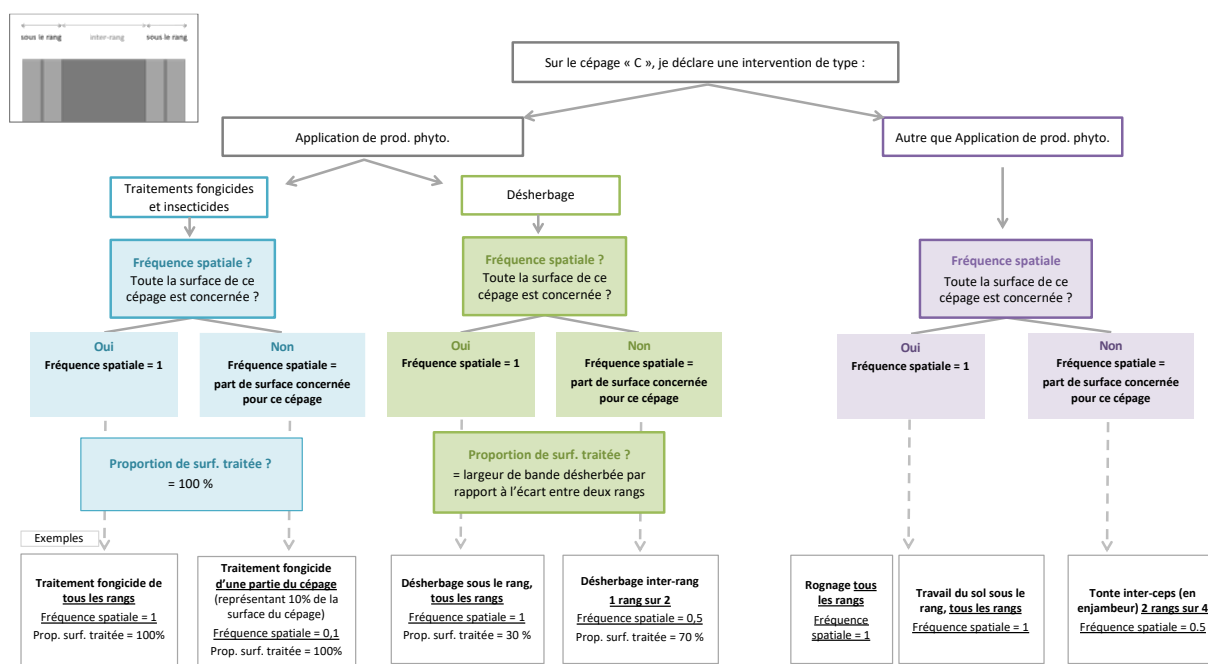 sous le rang
inter-rang
sous le rang
Sur le cépage « C », je déclare une intervention de type :
Application de prod. phyto.
Autre que Application de prod. phyto.
Traitements fongicides
et insecticides
Désherbage
Fréquence spatiale ?
Toute la surface de ce
cépage est concernée ?
Fréquence spatiale ?
Toute la surface de ce
cépage est concernée ?
Fréquence spatiale
Toute la surface de ce
cépage est concernée ?
Oui
Fréquence spatiale = 1
Non
Fréquence spatiale =
part de surface concernée
pour ce cépage
Oui
Fréquence spatiale = 1
Non
Fréquence spatiale =
part de surface concernée
pour ce cépage
Oui
Fréquence spatiale = 1
Non
Fréquence spatiale =
part de surface concernée
pour ce cépage
Proportion de surf. traitée ?
= 100 %
Proportion de surf. traitée ?
= largeur de bande désherbée par
rapport à l'écart entre deux rangs
Exemples
Traitement fongicide de
tous les rangs
Fréquence spatiale = 1
Prop. surf. traitée = 100%
Traitement fongicide
d'une partie du cépage
(représentant 10% de la
surface du cépage)
Fréquence spatiale = 0,1
Prop. surf. traitée = 100%
Désherbage sous le rang,
tous les rangs
Fréquence spatiale = 1
Prop. surf. traitée = 30 %
Désherbage inter-rang
1 rang sur 2
Fréquence spatiale = 0,5
Prop. surf. traitée = 70 %
Rognage tous
les rangs
Fréquence
spatiale = 1
Travail du sol sous le
rang, tous les rangs
Fréquence spatiale = 1
Tonte inter-ceps (en
enjambeur) 2 rangs sur 4
Fréquence spatiale = 0.5